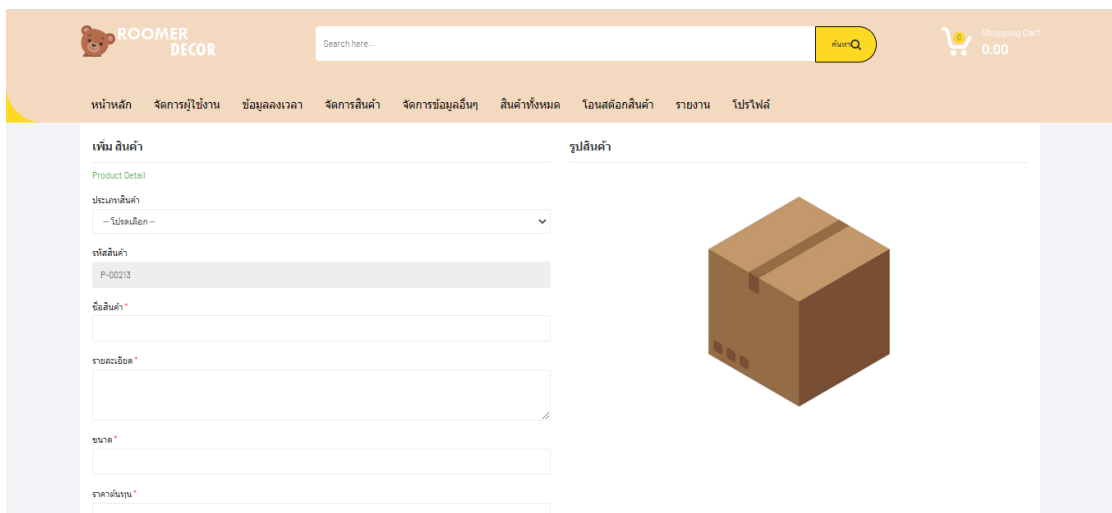 ROOMER
DECOR
Search here...
ค้นหา
0
Shopping Cart
0.00
หน้าหลัก จัดการผู้ใช้งาน ข้อมูลลงเวลา จัดการสินค้า จัดการข้อมูลอื่นๆ สินค้าทั้งหมด โอนสต๊อกสินค้า รายงาน โปรไฟล์
เพิ่ม สินค้า
รูปสินค้า
Product Detail
ประเภทสินค้า
-- โปรดเลือก --
รหัสสินค้า
P-00213
ชื่อสินค้า *
รายละเอียด *
ขนาด *
ราคาต้นทุน *